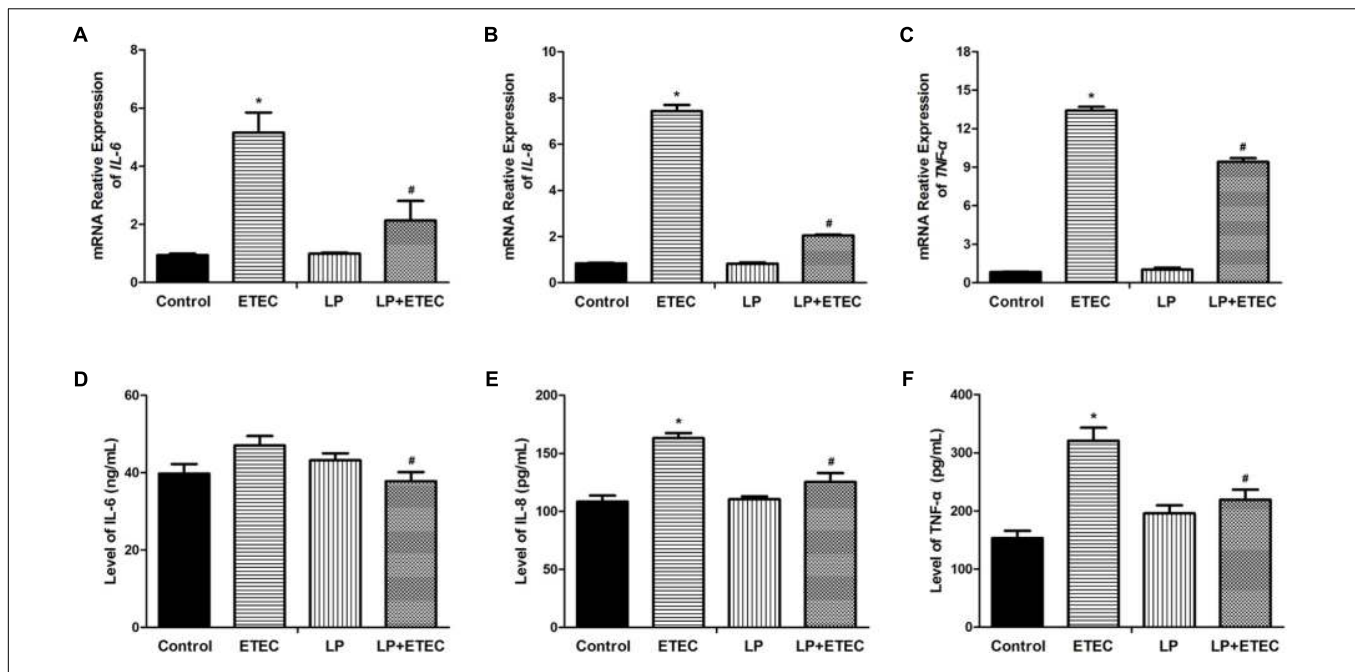 A
mRNA Reative Expression
of IL-6
8
6
4
2
0
*
#
Control ETEC LP LP+ETEC
B
mRNA Reative Expression
of IL-8
10
8
6
4
2
0
*
#
Control ETEC LP LP+ETEC
C
mRNA Reative Expression
of TNF-α
18
15
12
9
6
3
0
*
#
Control ETEC LP LP+ETEC
D
Level of IL-6 (ng/mL)
60
40
20
0
#
Control ETEC LP LP+ETEC
E
Level of IL-8 (pg/mL)
200
150
100
50
0
*
#
Control ETEC LP LP+ETEC
F
Level of TNF-α (pg/mL)
400
300
200
100
0
*
#
Control ETEC LP LP+ETEC